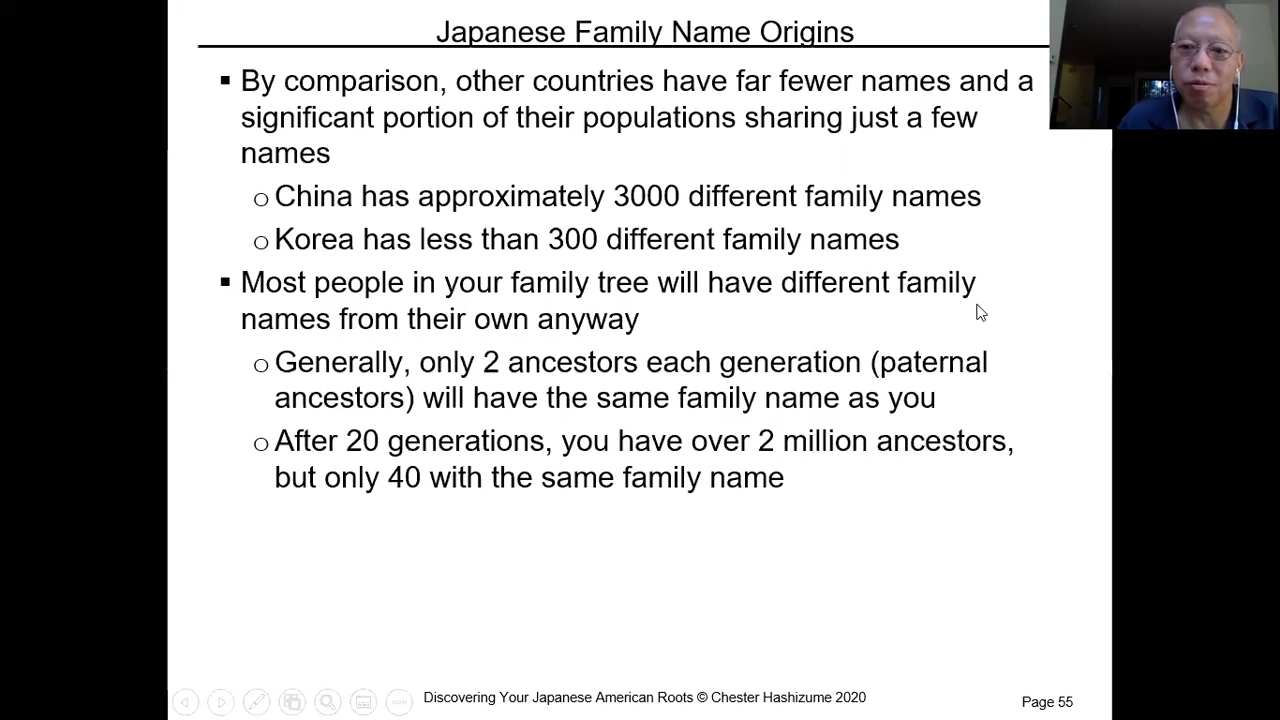 Japanese Family Name Origins
▪ By comparison, other countries have far fewer names and a
significant portion of their populations sharing just a few
names
o China has approximately 3000 different family names
o Korea has less than 300 different family names
▪ Most people in your family tree will have different family
names from their own anyway
o Generally, only 2 ancestors each generation (paternal
ancestors) will have the same family name as you
o After 20 generations, you have over 2 million ancestors,
but only 40 with the same family name
Discovering Your Japanese American Roots © Chester Hashizume 2020
Page 55